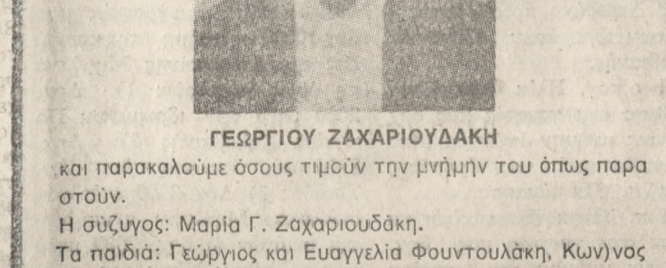 ΓΕΩΡΓΙΟΥ ΖΑΧΑΡΙΟΥΔΑΚΗ
και παρακαλούμε όσους τιμούν την μνήμην του όπως παρα
στούν.
Η σύζυγος: Μαρία Γ. Ζαχαριουδάκη.
Τα παιδιά: Γεώργιος και Ευαγγελία Φουντουλάκη, Κων)νος